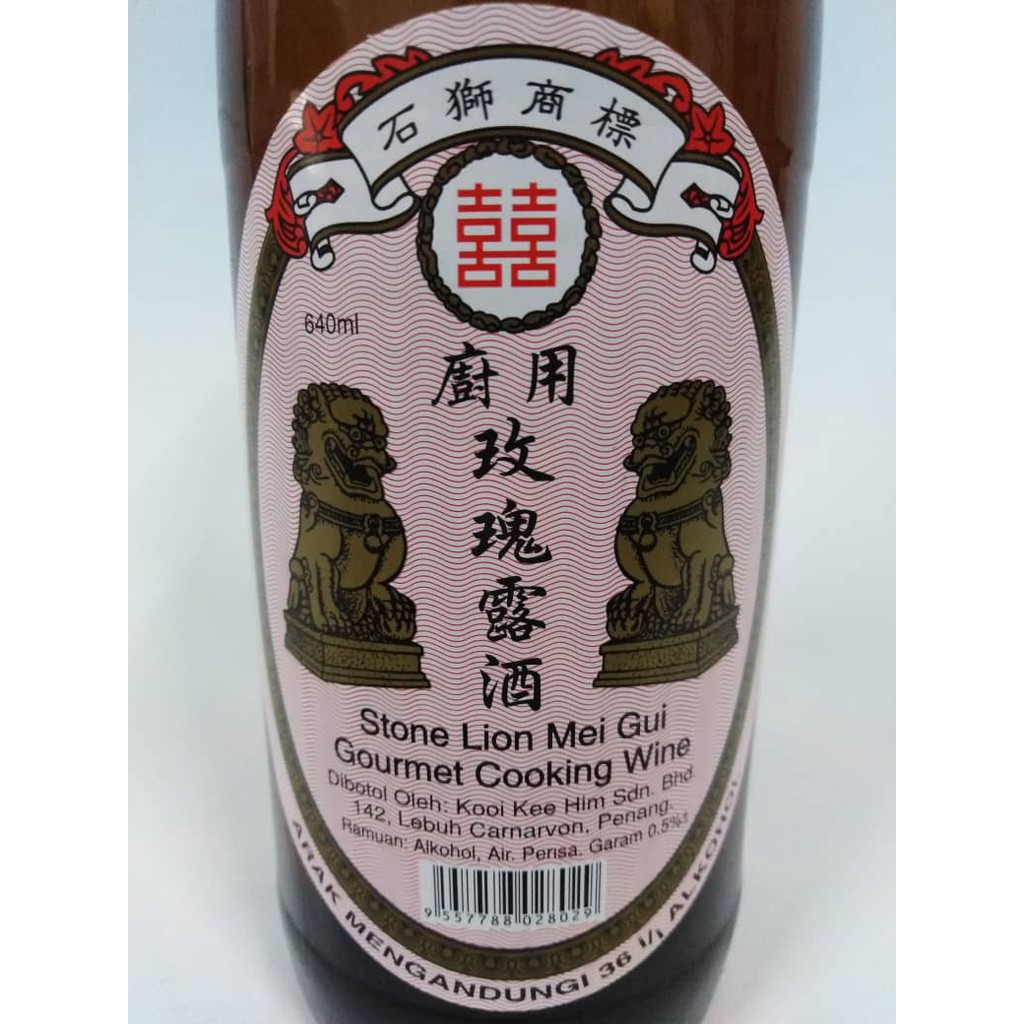 石獅商標
囍
640ml
廚用
玫瑰露酒
Stone Lion Mei Gui
Gourmet Cooking Wine
Dibotol Oleh: Kooi Kee Him Sdn. Bhd.
142, Lebuh Carnarvon, Penang.
Ramuan: Alkohol, Air. Perisa. Garam 0.5%
9 557788 028029
ARAK MENGANDUNGI 36 % ALKOHOL